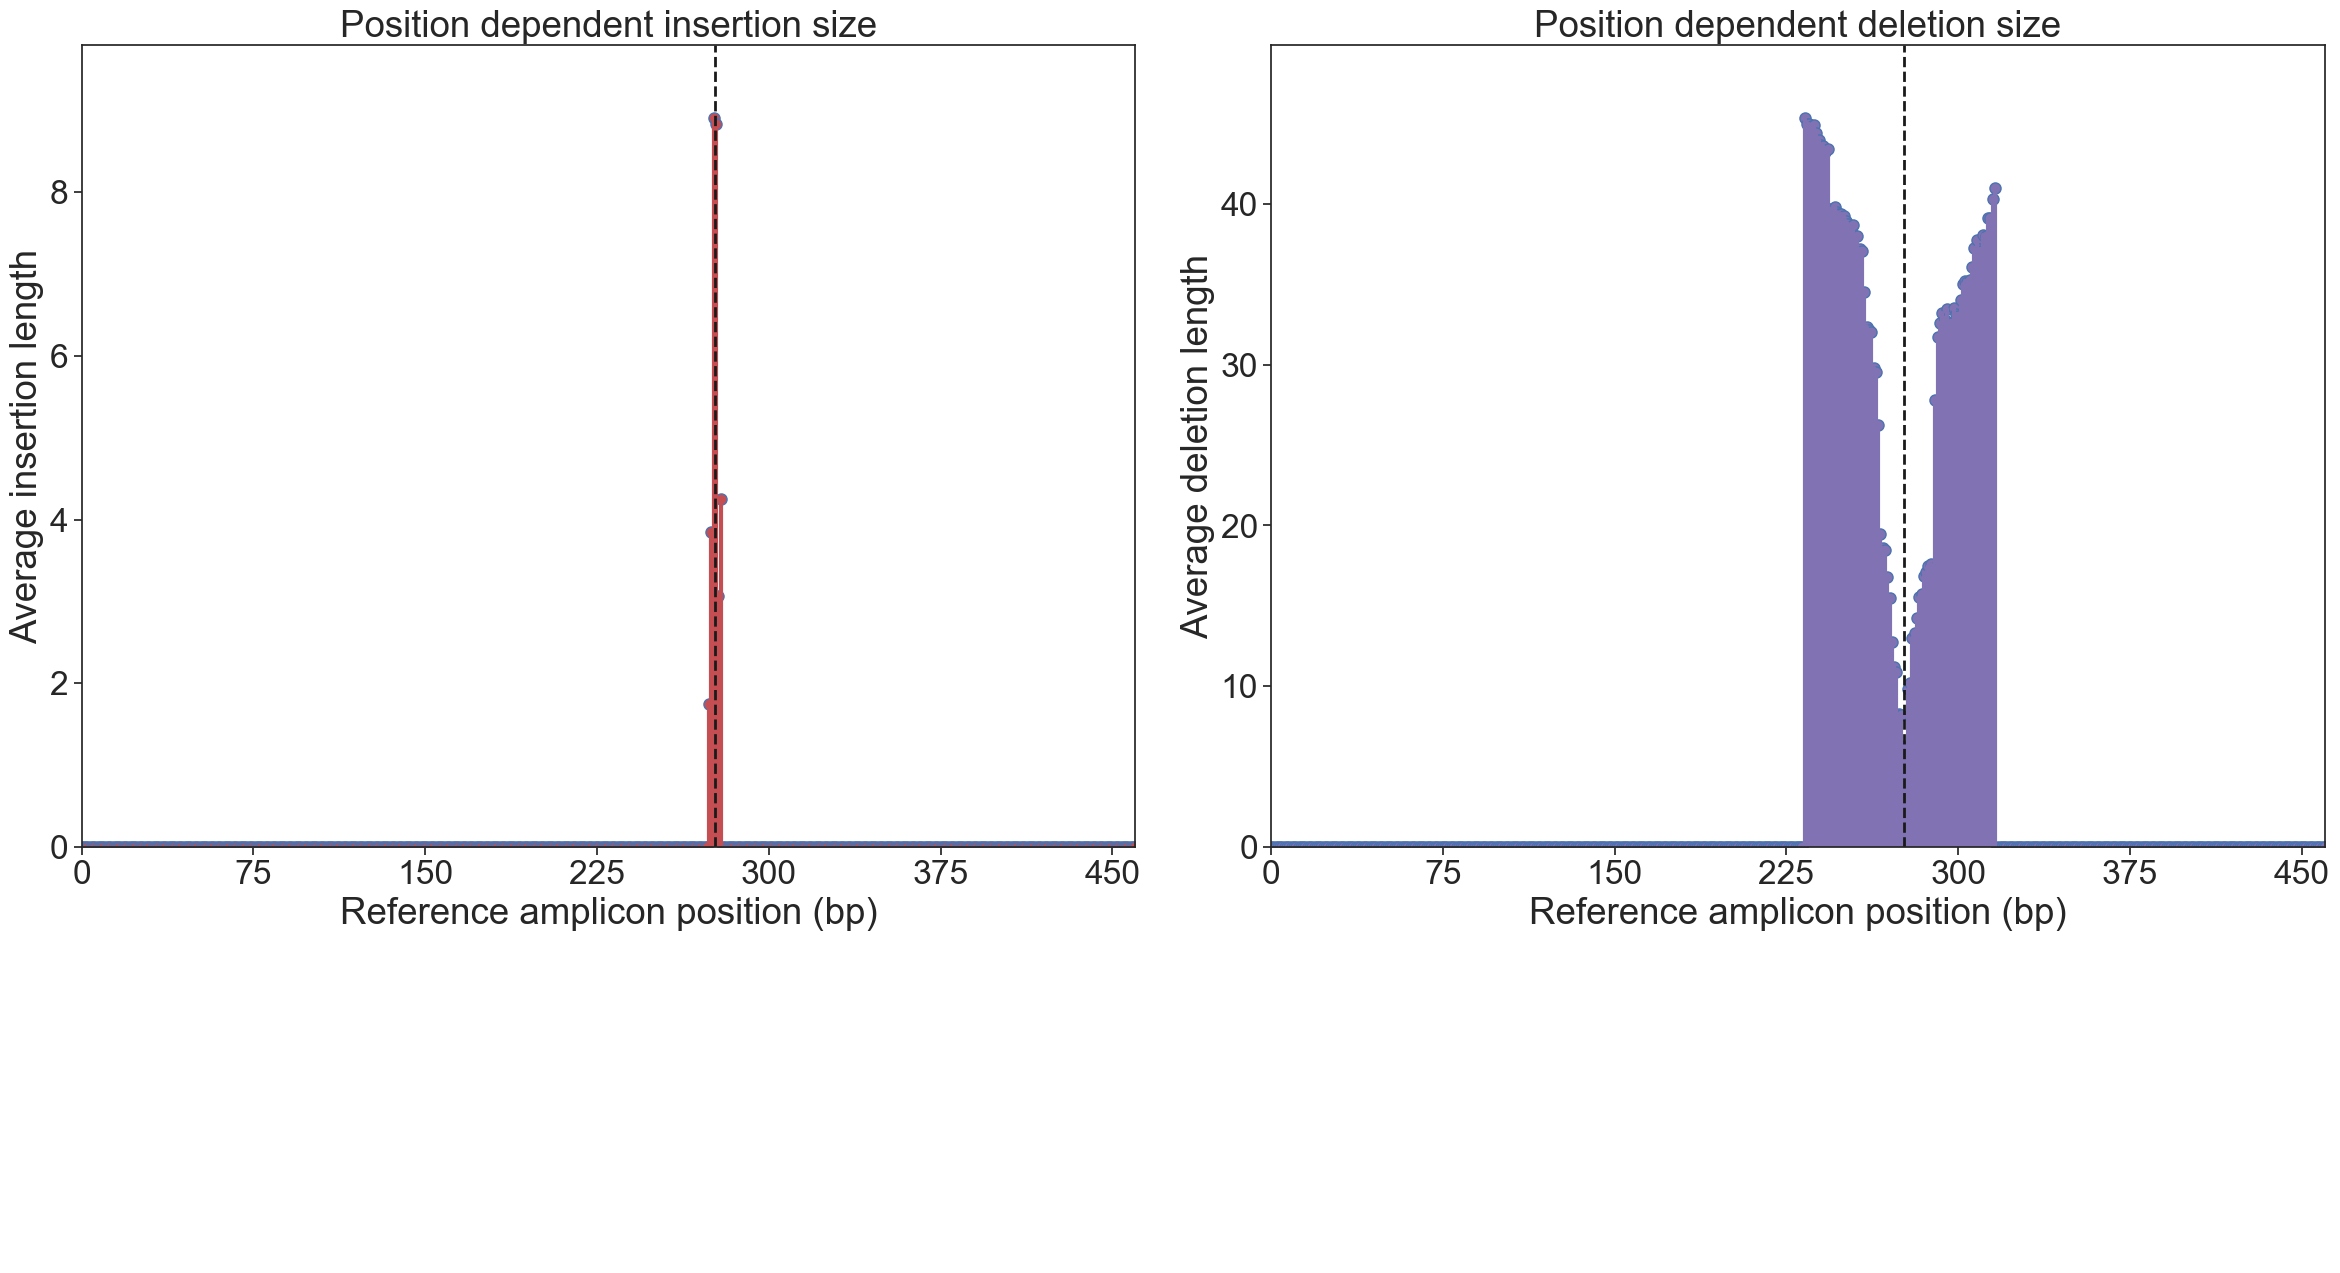 Position dependent insertion size
Average insertion length
8
6
4
2
0
0 75 150 225 300 375 450
Reference amplicon position (bp)
Position dependent deletion size
Average deletion length
40
30
20
10
0
0 75 150 225 300 375 450
Reference amplicon position (bp)